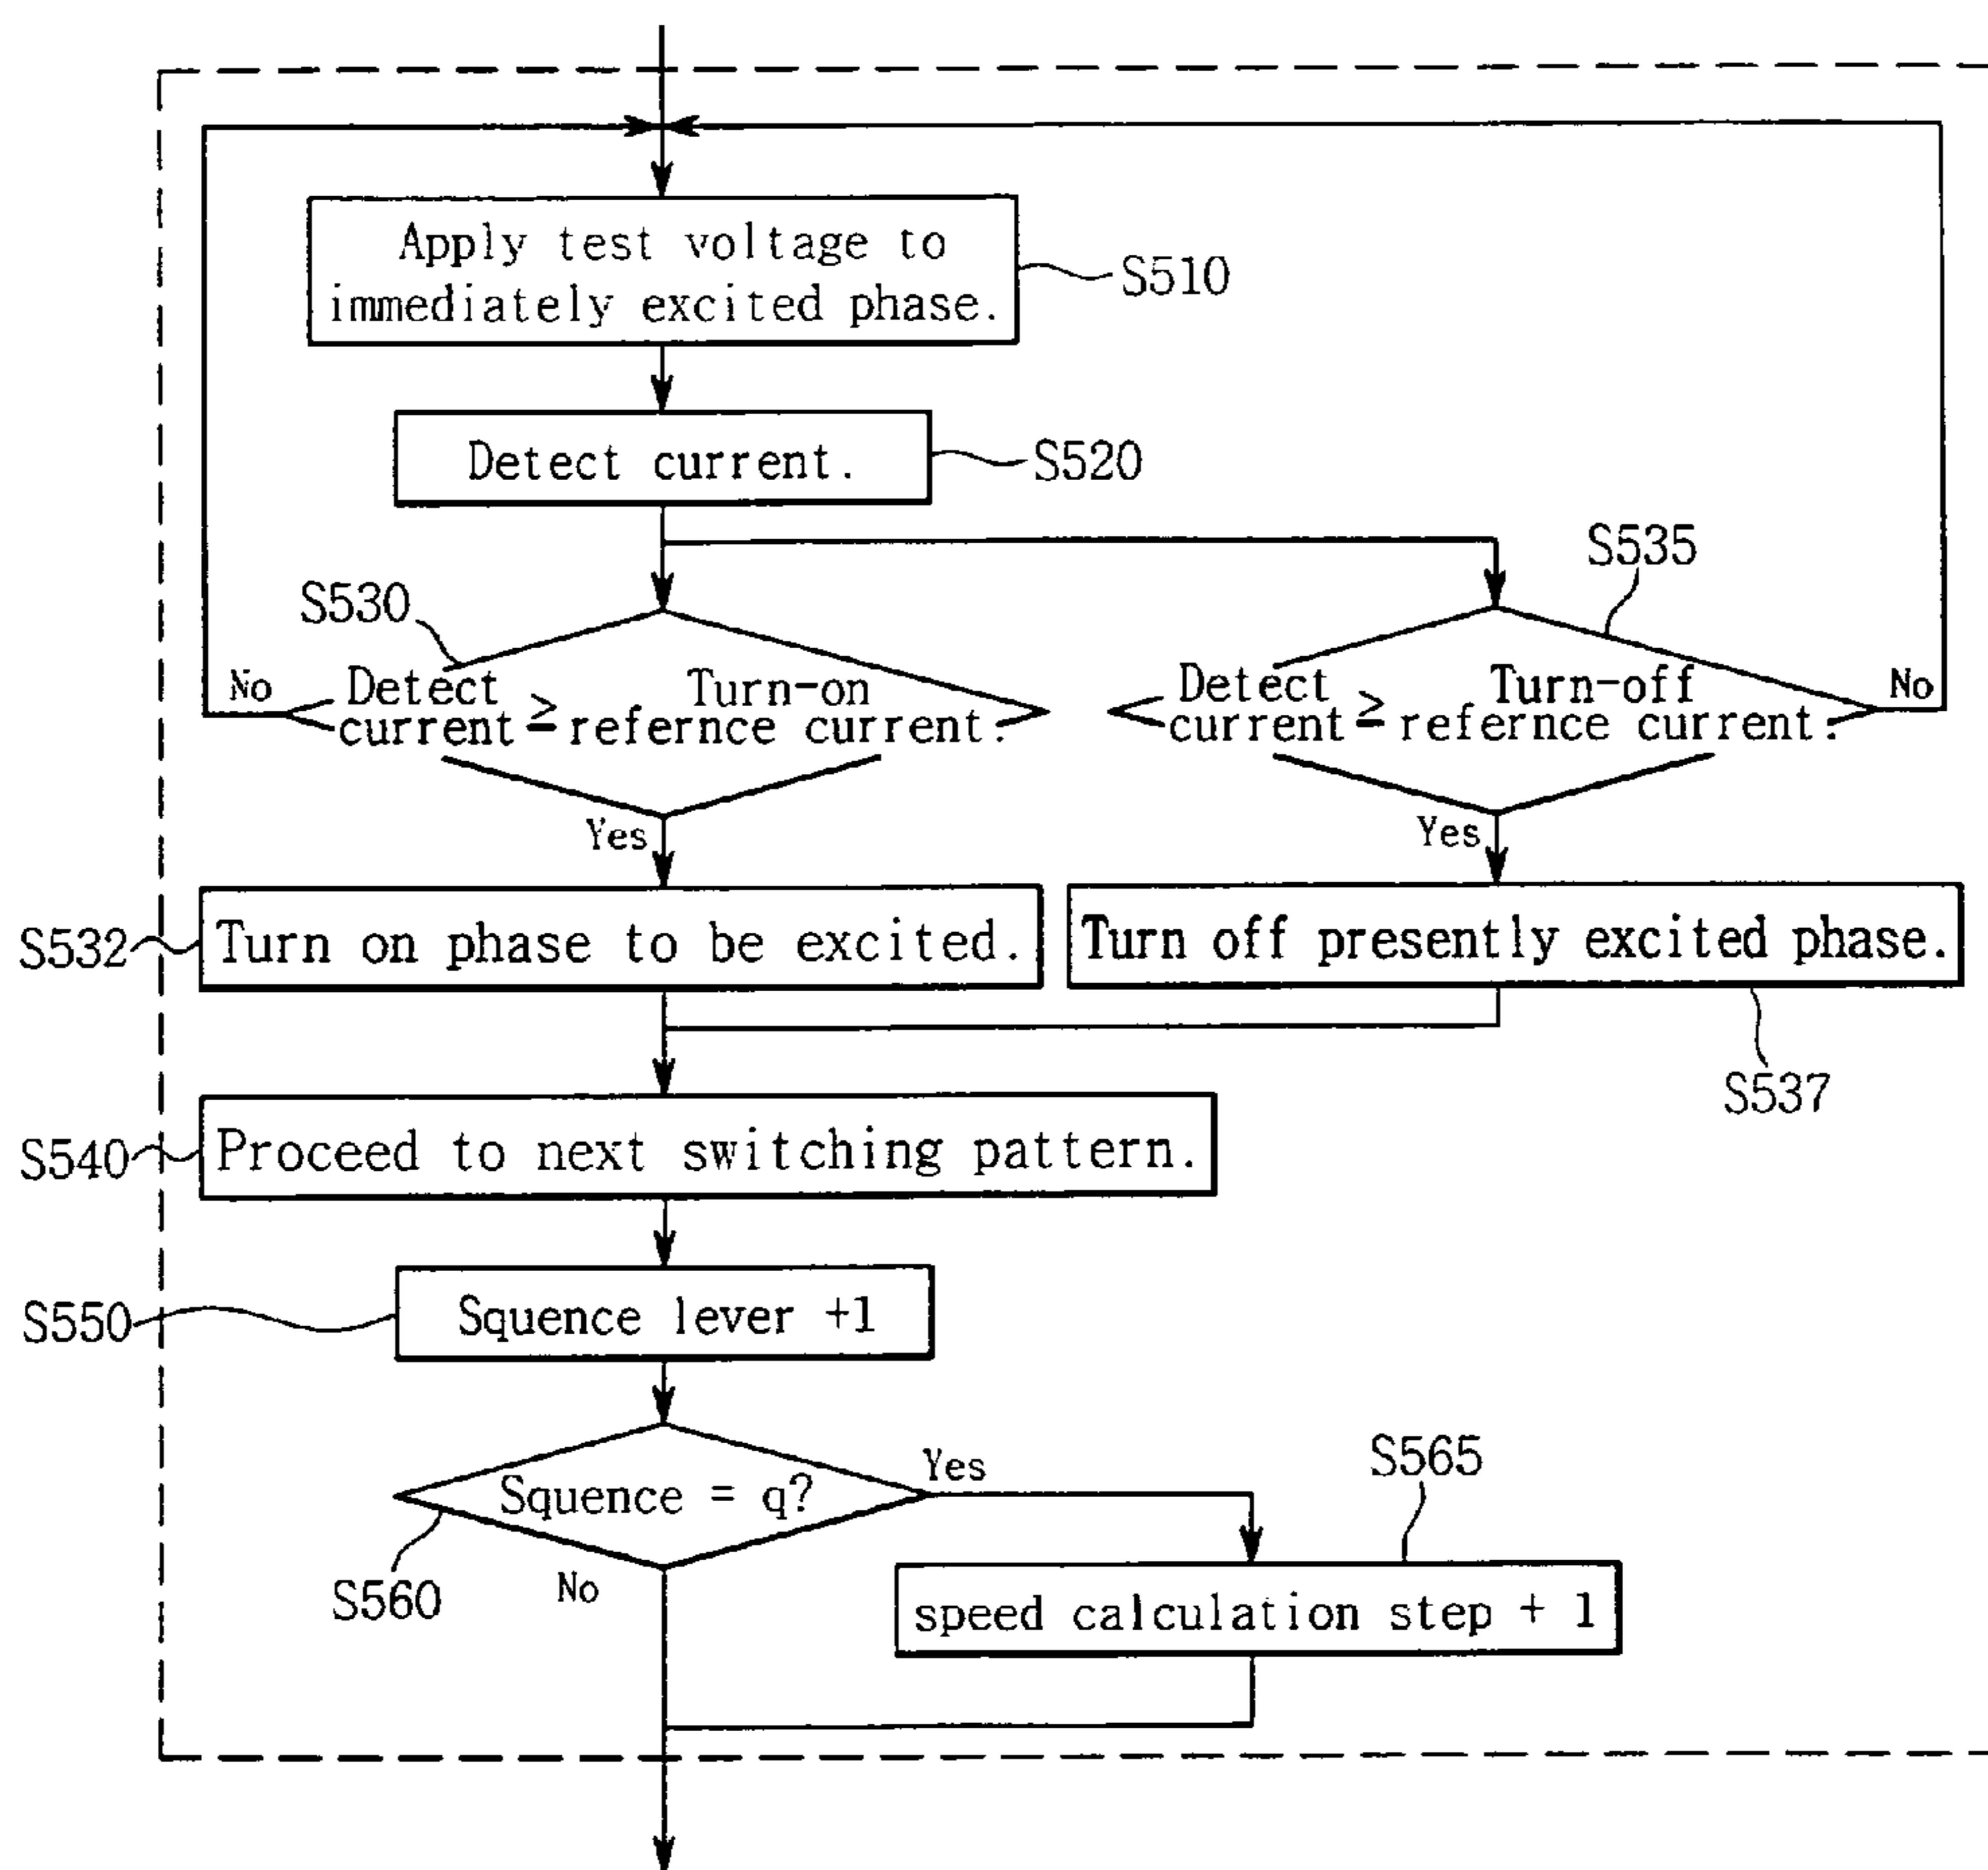 Apply test voltage to
immediately excited phase.
S510
Detect current.
S520
S535
S530
No
Detect
current ≥ Turn-on
refernce current.
Detect
current ≥ Turn-off
refernce current.
No
Yes
Yes
S532
Turn on phase to be excited.
Turn off presently excited phase.
S537
S540
Proceed to next switching pattern.
S550
Squence lever +1
Squence = q?
Yes
S565
S560
No
speed calculation step + 1